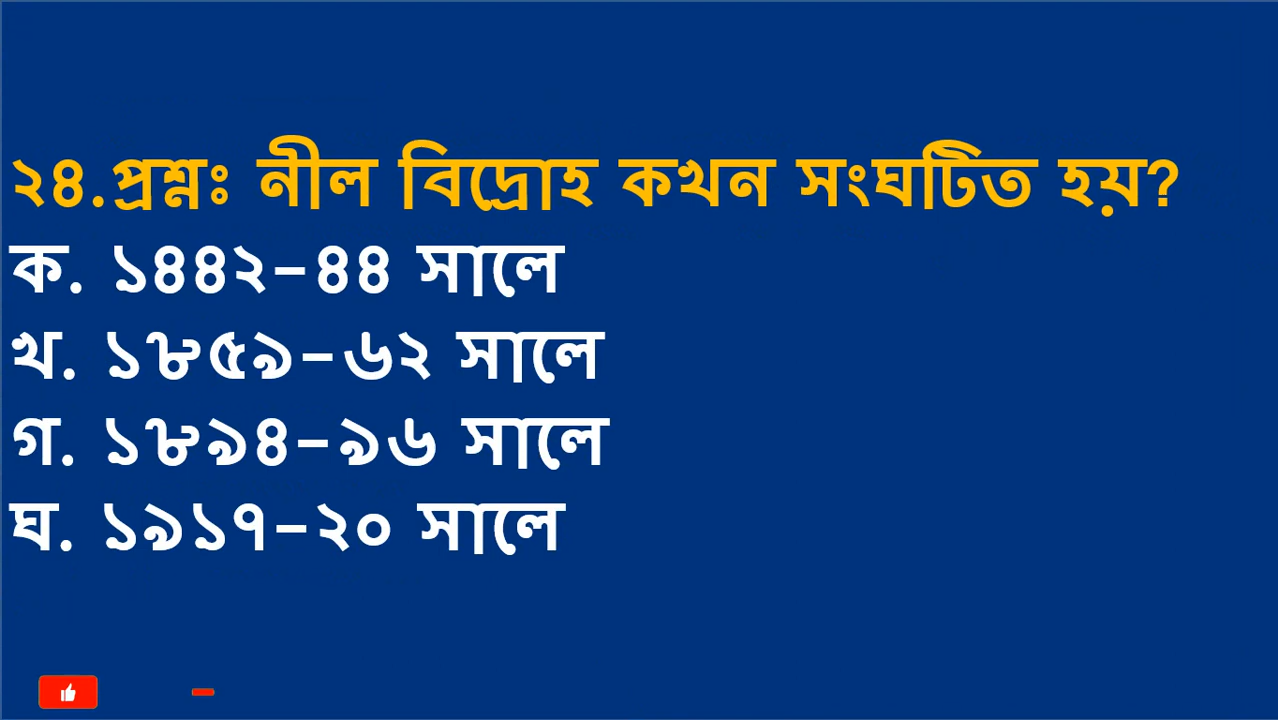 ২৪.প্রশ্নঃ নীল বিদ্রোহ কখন সংঘটিত হয়?
ক. ১৪৪২-৪৪ সালে
খ. ১৮৫৯-৬২ সালে
গ. ১৮৯৪-৯৬ সালে
ঘ. ১৯১৭-২০ সালে